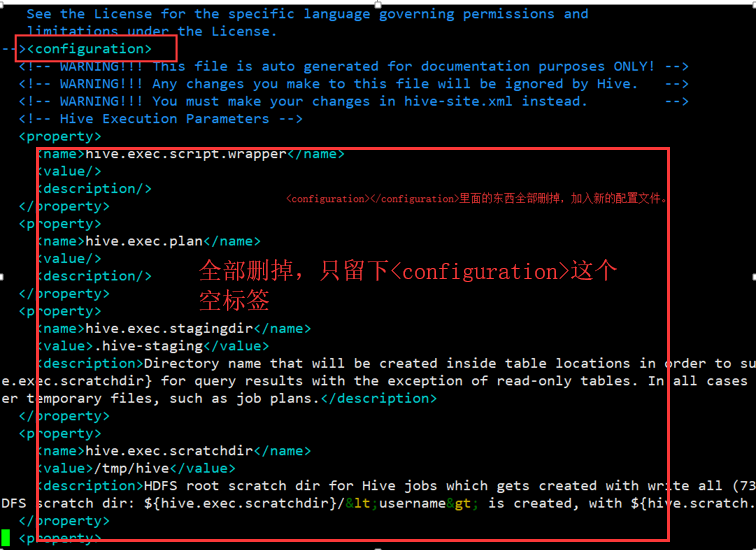 See the License for the specific language governing permissions and
limitations under the License.
--><configuration>
<!-- WARNING!!! This file is auto generated for documentation purposes ONLY! -->
<!-- WARNING!!! Any changes you make to this file will be ignored by Hive.   -->
<!-- WARNING!!! You must make your changes in hive-site.xml instead.         -->
<!-- Hive Execution Parameters -->
<property>
<name>hive.exec.script.wrapper</name>
<value/>
<description/>
<configuration></configuration>里面的东西全部删掉，加入新的配置文件。
</property>
<property>
<name>hive.exec.plan</name>
<value/>
<description/>
全部删掉，只留下<configuration>这个
空标签
</property>
<property>
<name>hive.exec.stagingdir</name>
<value>.hive-staging</value>
<description>Directory name that will be created inside table locations in order to su
e.exec.scratchdir} for query results with the exception of read-only tables. In all cases
er temporary files, such as job plans.</description>
</property>
<property>
<name>hive.exec.scratchdir</name>
<value>/tmp/hive</value>
<description>HDFS root scratch dir for Hive jobs which gets created with write all (73
DFS scratch dir: ${hive.exec.scratchdir}/&lt;username&gt; is created, with ${hive.scratch.
</property>
<property>